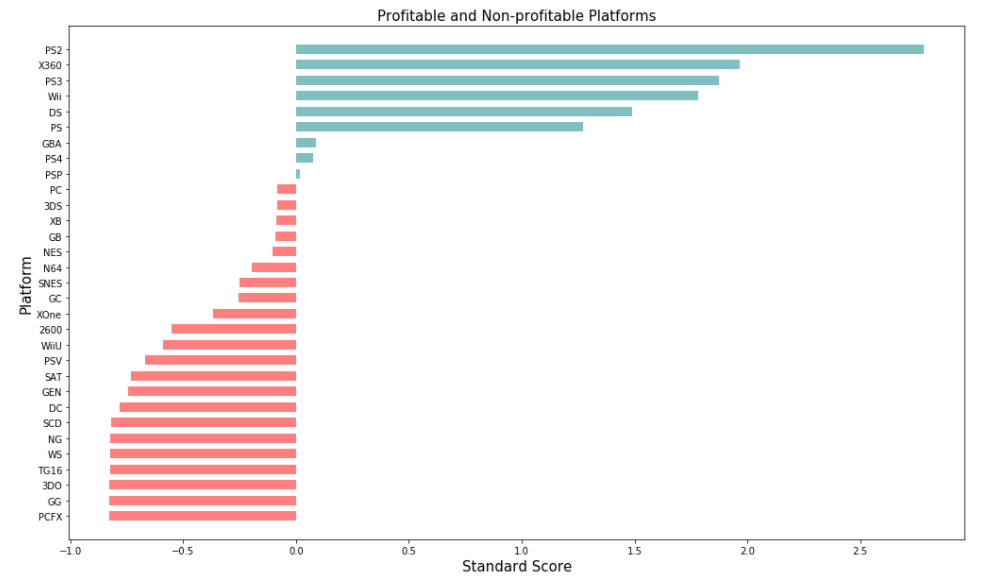 Profitable and Non-profitable Platforms
PS2
X360
PS3
Wii
DS
PS
GBA
PS4
PSP
PC
3DS
XB
GB
NES
N64
SNES
GC
XOne
2600
WiiU
PSV
SAT
GEN
DC
SCD
NG
WS
TG16
3DO
GG
PCFX
Platform
−1.0 −0.5 0.0 0.5 1.0 1.5 2.0 2.5
Standard Score